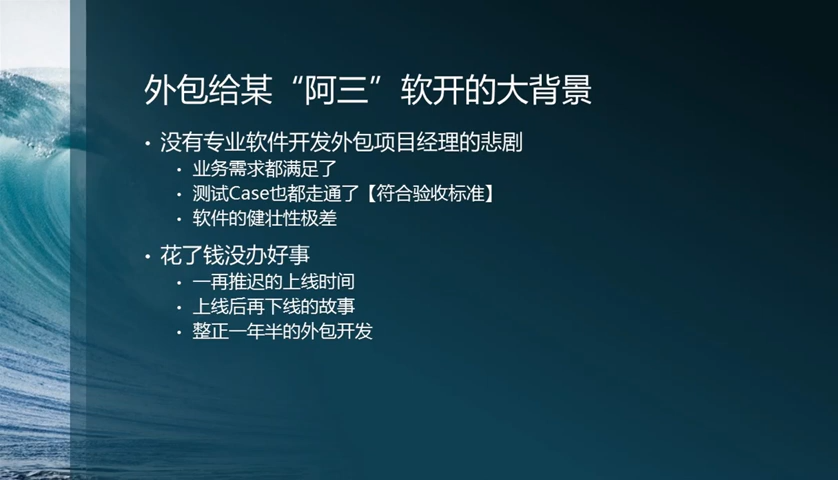 外包给某“阿三”软开的大背景
• 没有专业软件开发外包项目经理的悲剧
• 业务需求都满足了
• 测试Case也都走通了【符合验收标准】
• 软件的健壮性极差
• 花了钱没办好事
• 一再推迟的上线时间
• 上线后再下线的故事
• 整正一年半的外包开发